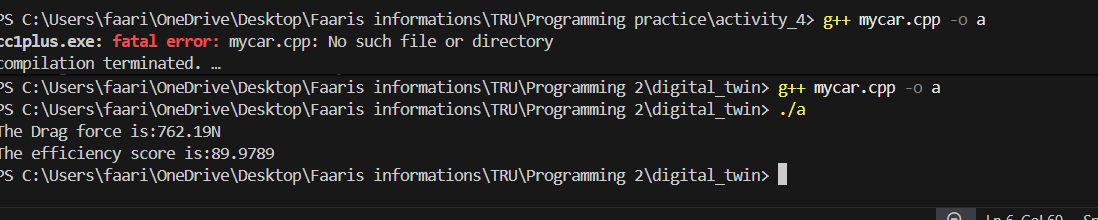 PS C:\Users\faari\OneDrive\Desktop\Faaris informations\TRU\Programming practice\activity_4> g++ mycar.cpp -o a
cc1plus.exe: fatal error: mycar.cpp: No such file or directory
compilation terminated. …
PS C:\Users\faari\OneDrive\Desktop\Faaris informations\TRU\Programming 2\digital_twin> g++ mycar.cpp -o a
PS C:\Users\faari\OneDrive\Desktop\Faaris informations\TRU\Programming 2\digital_twin> ./a
The Drag force is:762.19N
The efficiency score is:89.9789
PS C:\Users\faari\OneDrive\Desktop\Faaris informations\TRU\Programming 2\digital_twin>